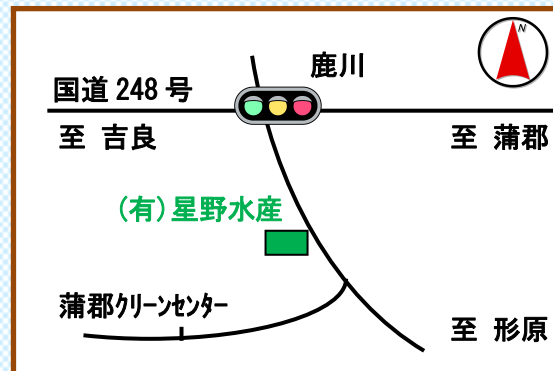 N
鹿川
国道 248 号
至 吉良
至 蒲郡
(有)星野水産
蒲郡クリーンセンター
至 形原